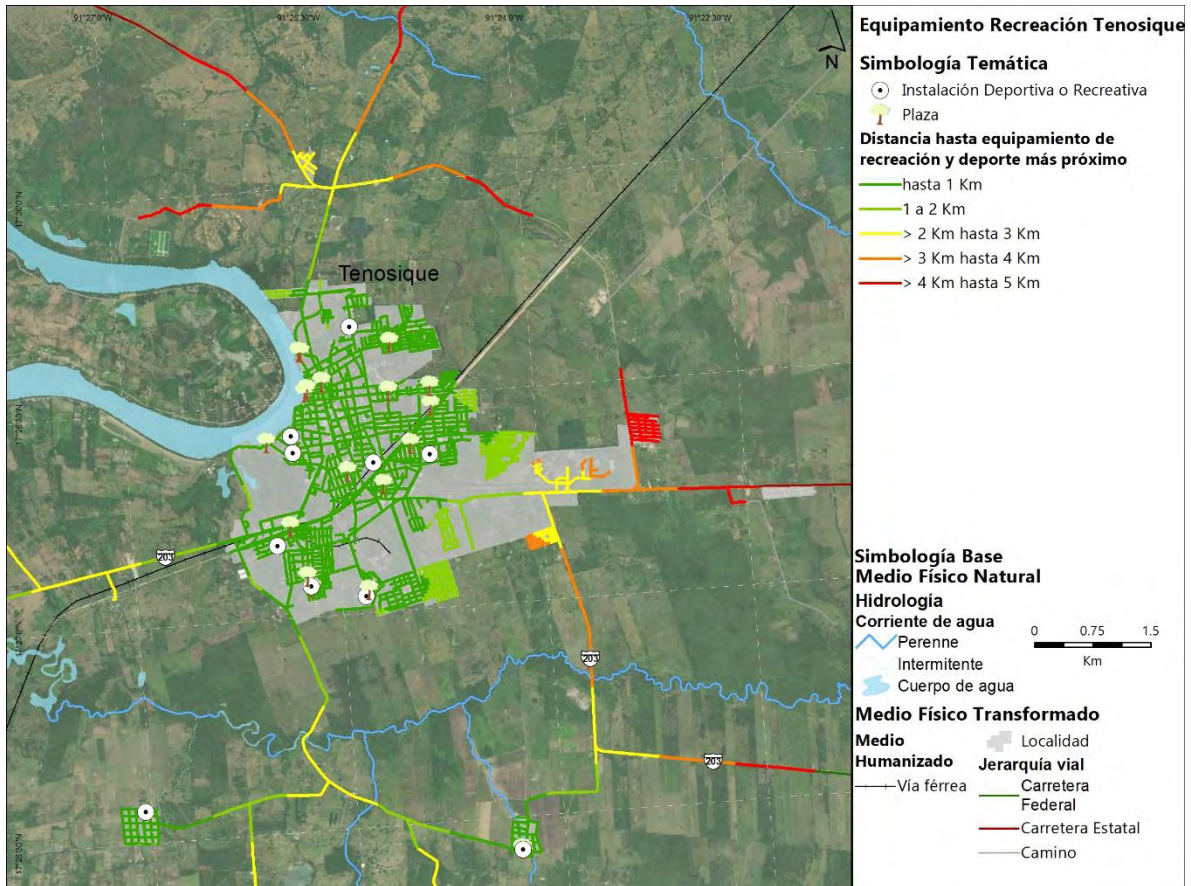 91°27'0"W
91°25'30"W
91°24'0"W
91°22'30"W
N
17°30'0"N
Tenosique
203
203
203
Equipamiento Recreación Tenosique
Simbología Temática
Instalación Deportiva o Recreativa
Plaza
Distancia hasta equipamiento de
recreación y deporte más próximo
hasta 1 Km
1 a 2 Km
> 2 Km hasta 3 Km
> 3 Km hasta 4 Km
> 4 Km hasta 5 Km
Simbología Base
Medio Físico Natural
Hidrología
Corriente de agua
Perenne
Intermitente
Cuerpo de agua
0 0.75 1.5
Km
Medio Físico Transformado
Medio
Humanizado
Vía férrea
Localidad
Jerarquía vial
Carretera
Federal
Carretera Estatal
Camino